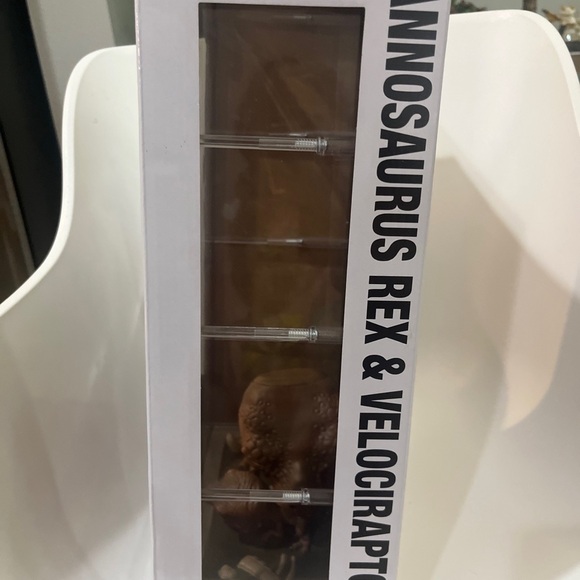 ANNOSAURUS REX & VELOCIRAPTO